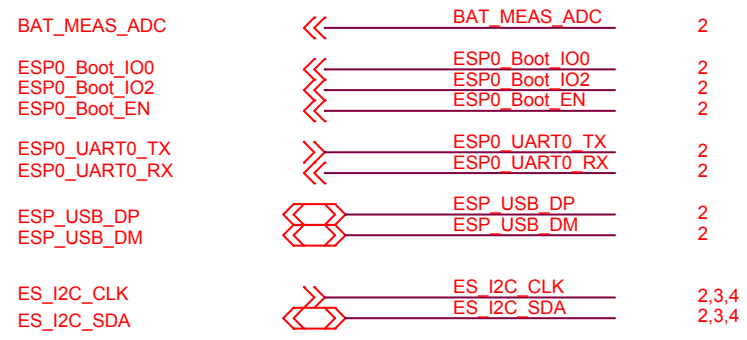 BAT_MEAS_ADC BAT_MEAS_ADC 2
ESP0_Boot_IO0 ESP0_Boot_IO0 2
ESP0_Boot_IO2 ESP0_Boot_IO2 2
ESP0_Boot_EN ESP0_Boot_EN 2
ESP0_UART0_TX ESP0_UART0_TX 2
ESP0_UART0_RX ESP0_UART0_RX 2
ESP_USB_DP ESP_USB_DP 2
ESP_USB_DM ESP_USB_DM 2
ES_I2C_CLK ES_I2C_CLK 2,3,4
ES_I2C_SDA ES_I2C_SDA 2,3,4